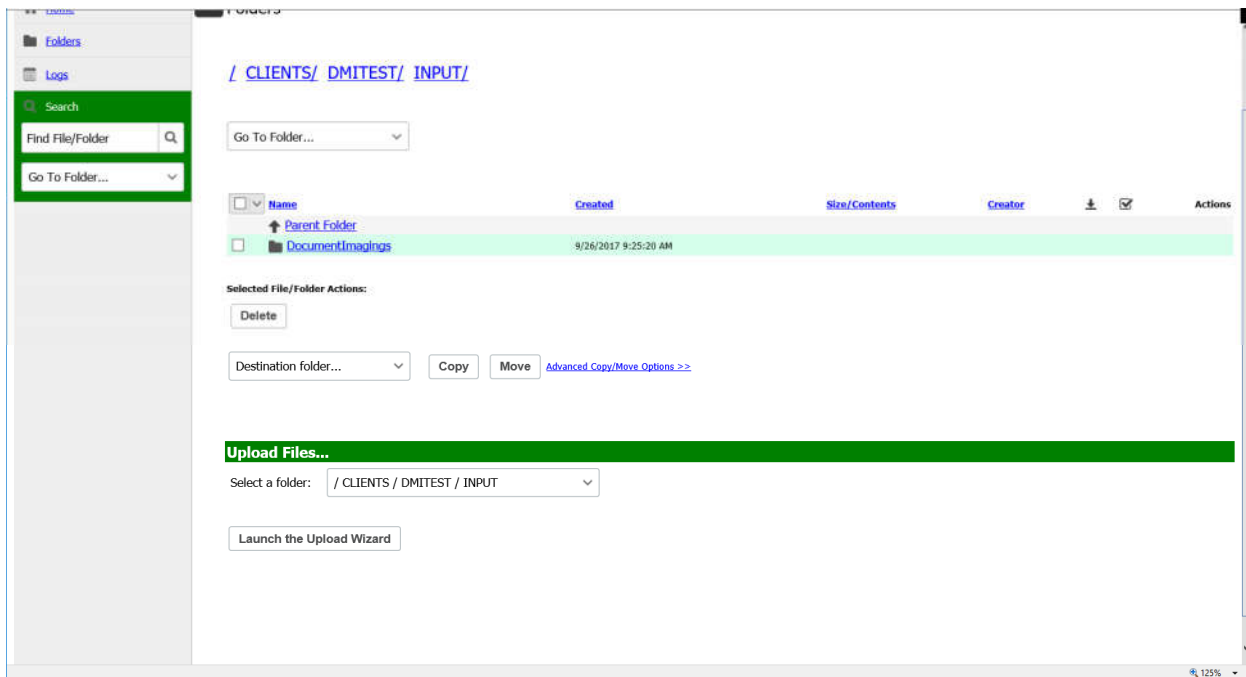 Home
Folders
Folders
Logs
Search
Find File/Folder
Go To Folder...
/ CLIENTS/ DMITEST/ INPUT/
Go To Folder...
Name Created Size/Contents Creator Actions
Parent Folder
DocumentImagings 9/26/2017 9:25:20 AM
Selected File/Folder Actions:
Delete
Destination folder... Copy Move Advanced Copy/Move Options >>
Upload Files...
Select a folder: / CLIENTS / DMITEST / INPUT
Launch the Upload Wizard
125%